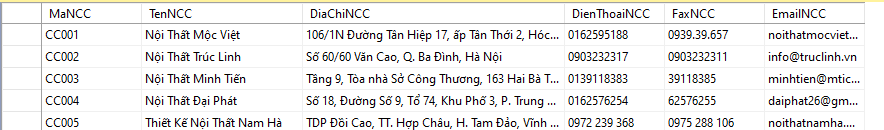 MaNCC TenNCC DiaChiNCC DienThoaiNCC FaxNCC EmailNCC
CC001 Nội Thất Mộc Việt 106/1N Đường Tân Hiệp 17, ấp Tân Thới 2, Hóc... 0162595188 0939.39.657 noithatmocviet...
CC002 Nội Thất Trúc Linh Số 60/60 Văn Cao, Q. Ba Đình, Hà Nội 0903232317 0903232311 info@truclinh.vn
CC003 Nội Thất Minh Tiến Tầng 9, Tòa nhà Sở Công Thương, 163 Hai Bà T... 0139118383 39118385 minhtien@mtic...
CC004 Nội Thất Đại Phát Số 18, Đường Số 9, Tổ 74, Khu Phố 3, P. Trung ... 0162576254 62576255 daiphat26@gm...
CC005 Thiết Kế Nội Thất Nam Hà TDP Đồi Cao, TT. Hợp Châu, H. Tam Đảo, Vĩnh ... 0972 239 368 0975 288 106 noithatnamha....